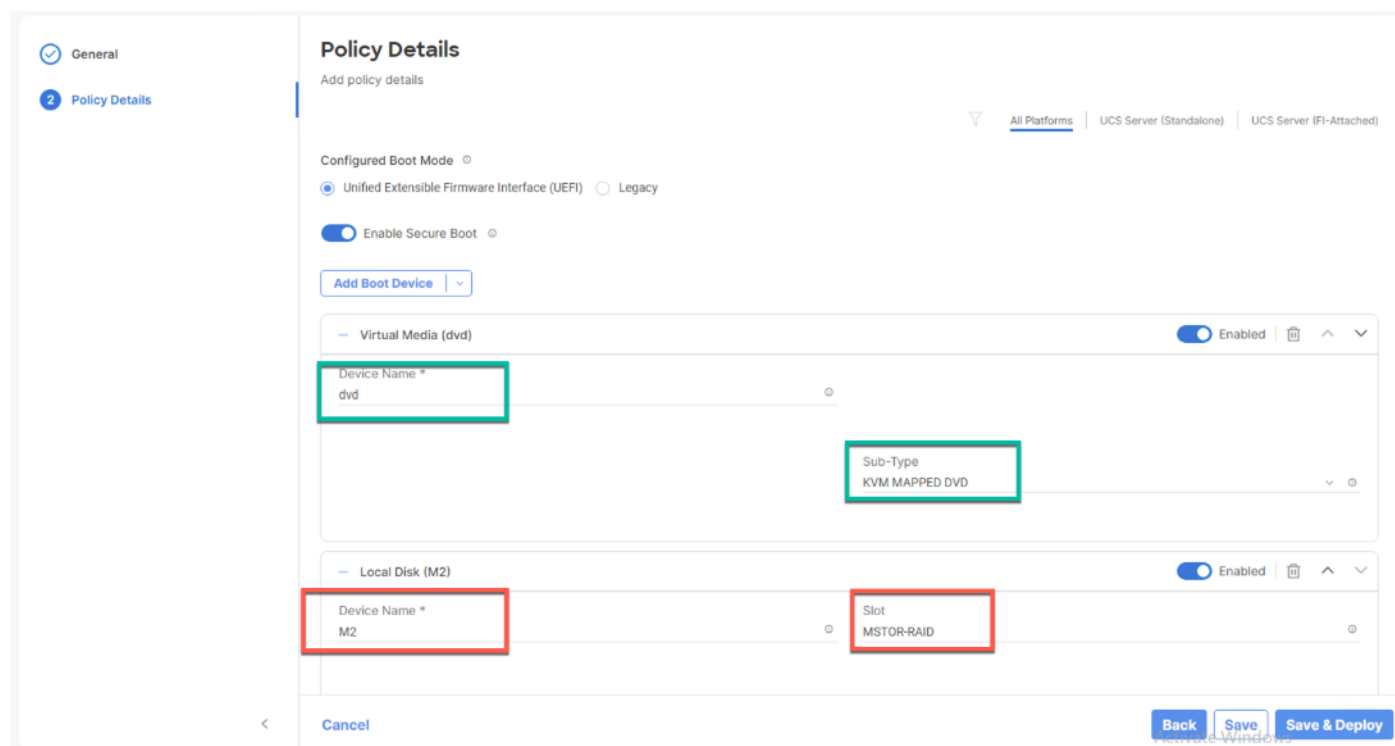 General
2 Policy Details
Policy Details
Add policy details
All Platforms UCS Server (Standalone) UCS Server (FI-Attached)
Configured Boot Mode
Unified Extensible Firmware Interface (UEFI) Legacy
Enable Secure Boot
Add Boot Device
Virtual Media (dvd) Enabled
Device Name *
dvd
Sub-Type
KVM MAPPED DVD
Local Disk (M2) Enabled
Device Name * Slot
M2 MSTOR-RAID
Cancel Back Save Save & Deploy
Activate Windows